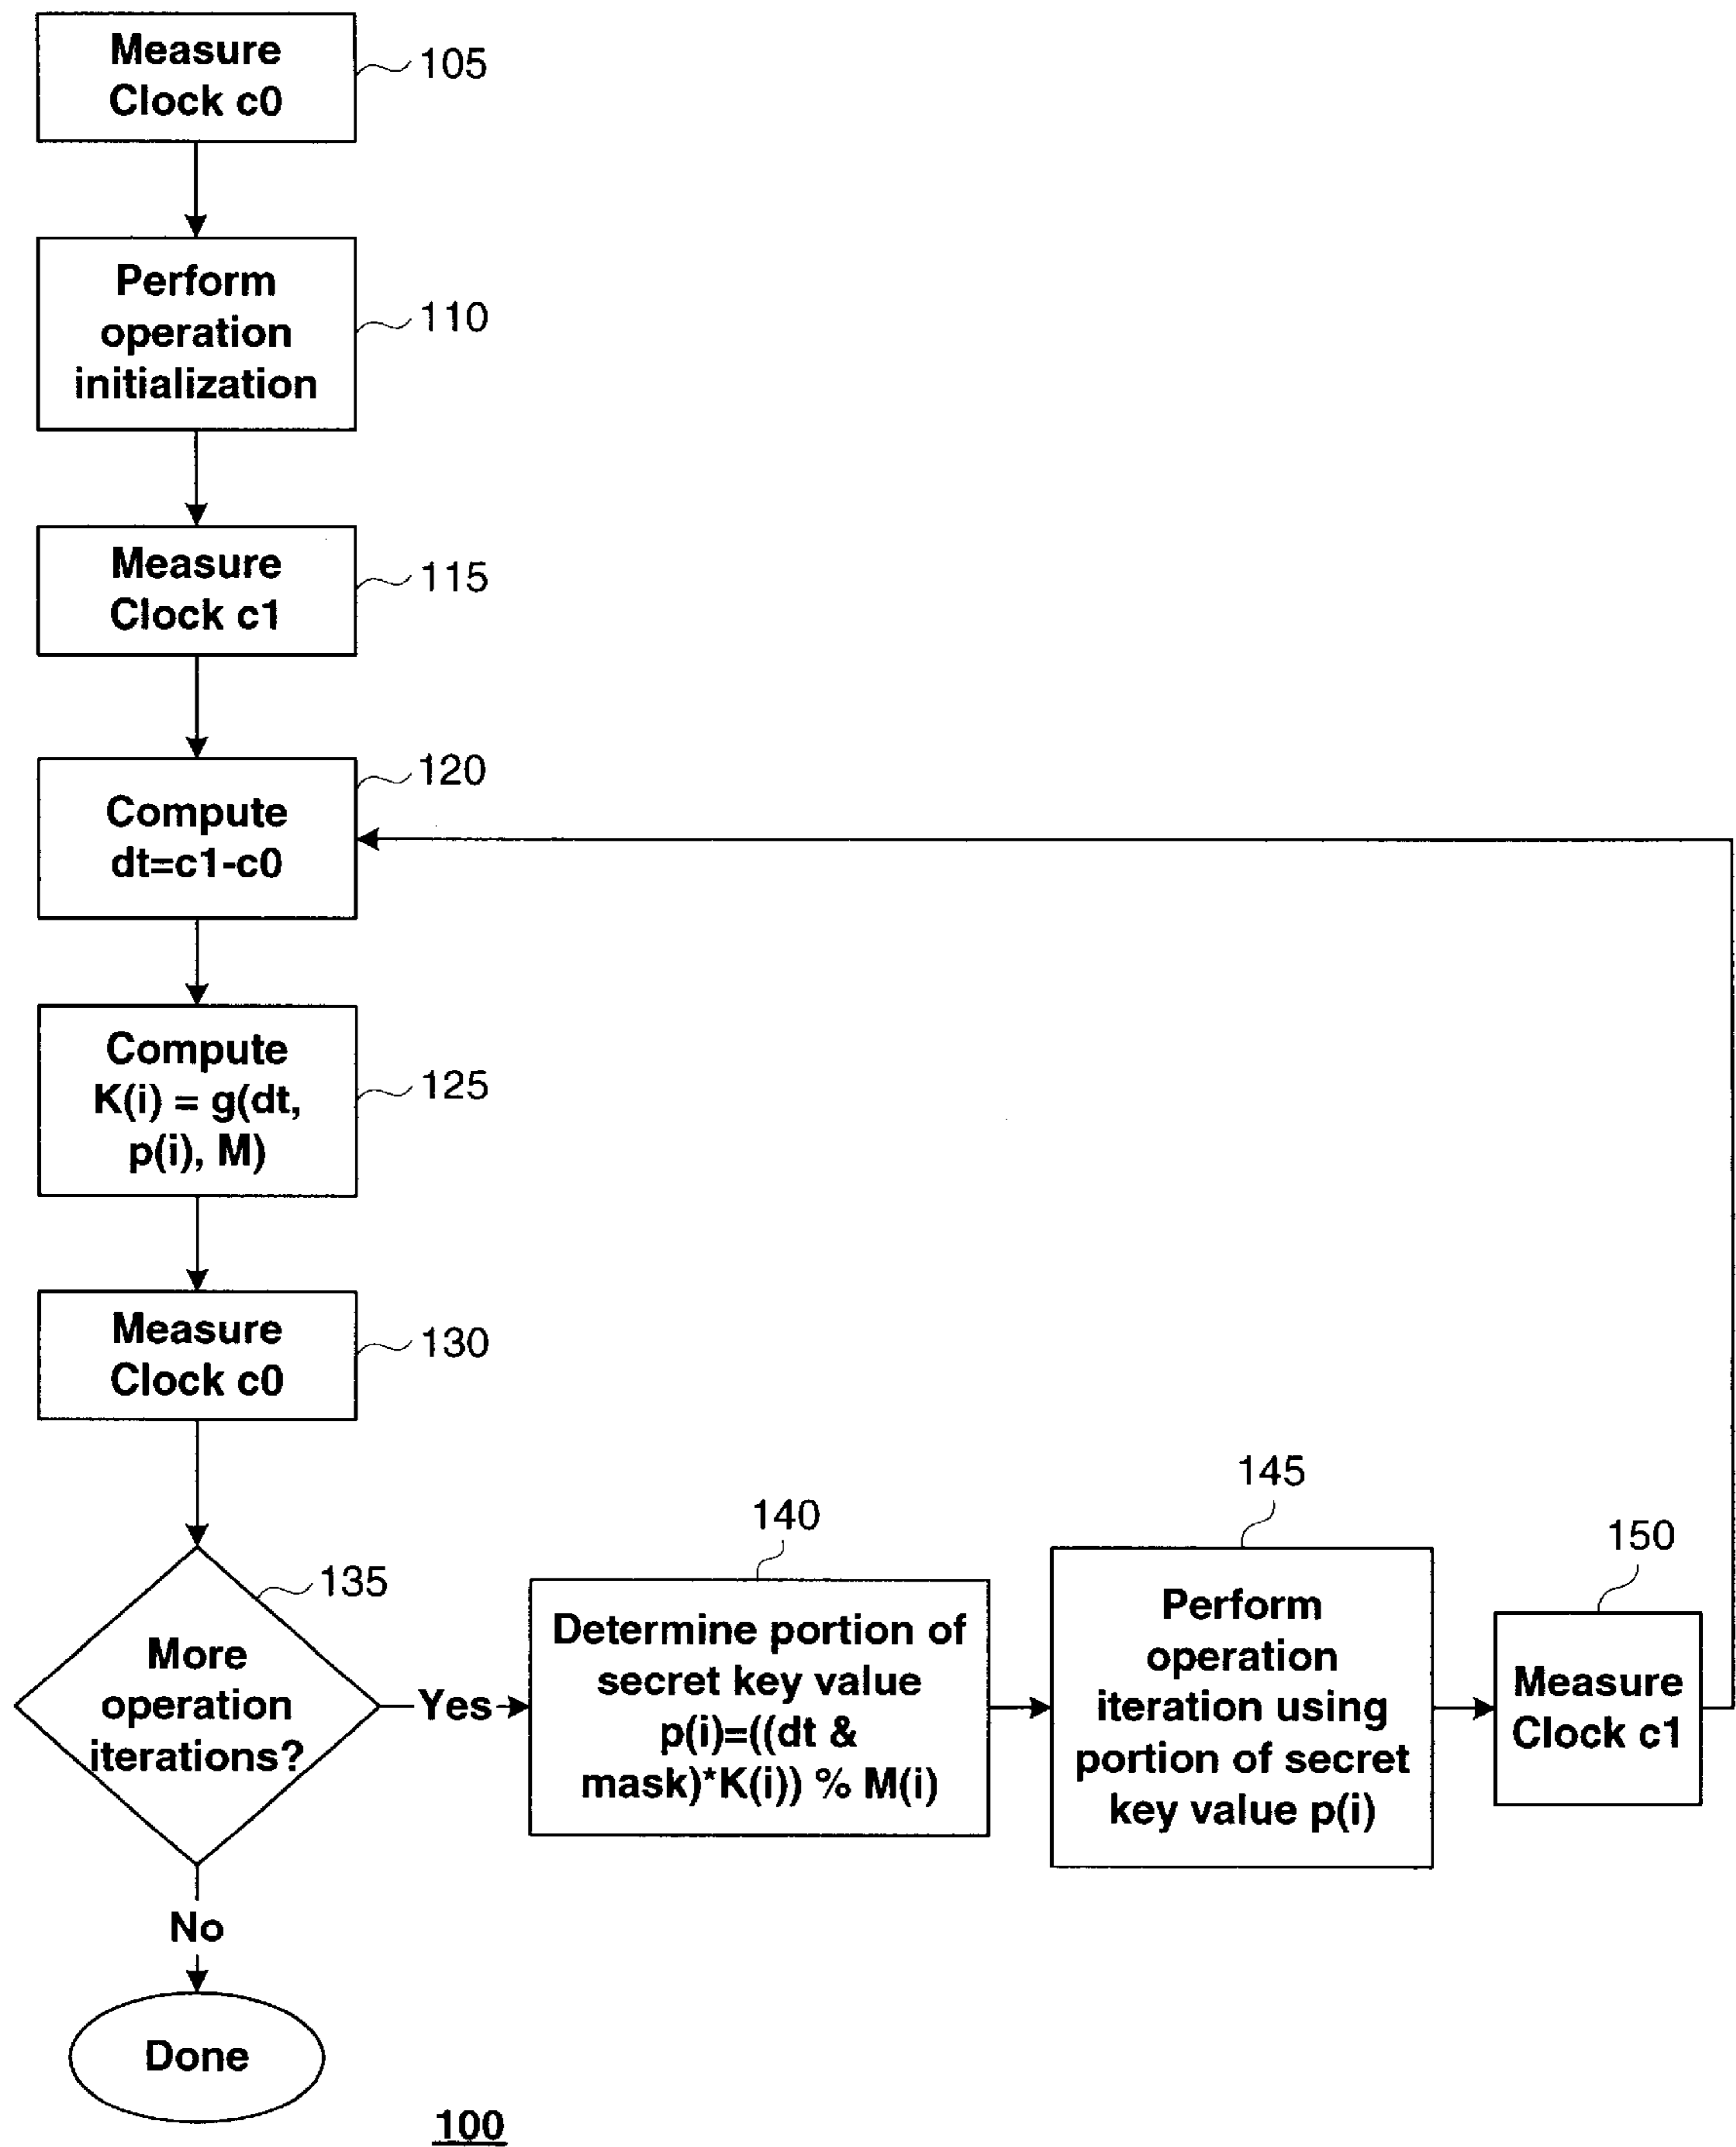 Measure
Clock c0
105
Perform
operation
initialization
110
Measure
Clock c1
115
120
Compute
dt=c1-c0
Compute
K(i) = g(dt,
p(i), M)
125
Measure
Clock c0
130
135
More
operation
iterations?
Yes
140
Determine portion of
secret key value
p(i)=((dt &
mask)*K(i)) % M(i)
145
Perform
operation
iteration using
portion of secret
key value p(i)
150
Measure
Clock c1
No
Done
100